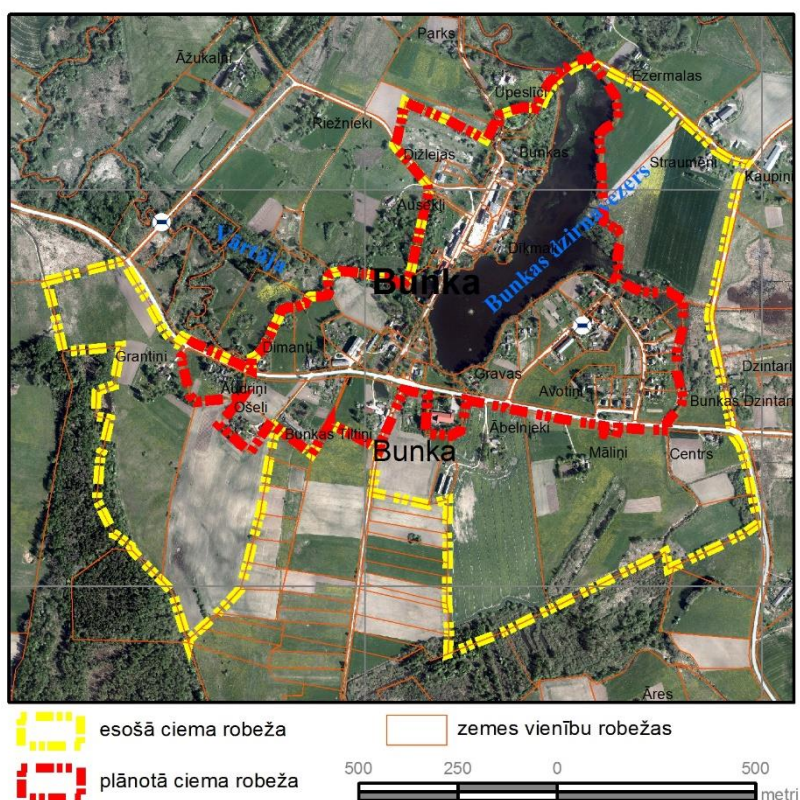 Parks
Āžukalni
Ezermalas
Upeslīči
Riežnieki
Dižlejas
Bunkas
Straumēni
Kaupiņi
Ausekļi
Vārtāja
Bunkas dzirnavezers
Bunka
Dimanti
Grantiņi
Gravas
Dzintari
Audriņi
Avotiņi
Ošeļi
Bunkas Dzintari
Bunkas Tiltiņi
Ābelnieki
Bunka
Māliņi
Centrs
Āres
esošā ciema robeža
zemes vienību robežas
plānotā ciema robeža
500 250 0 500
metri